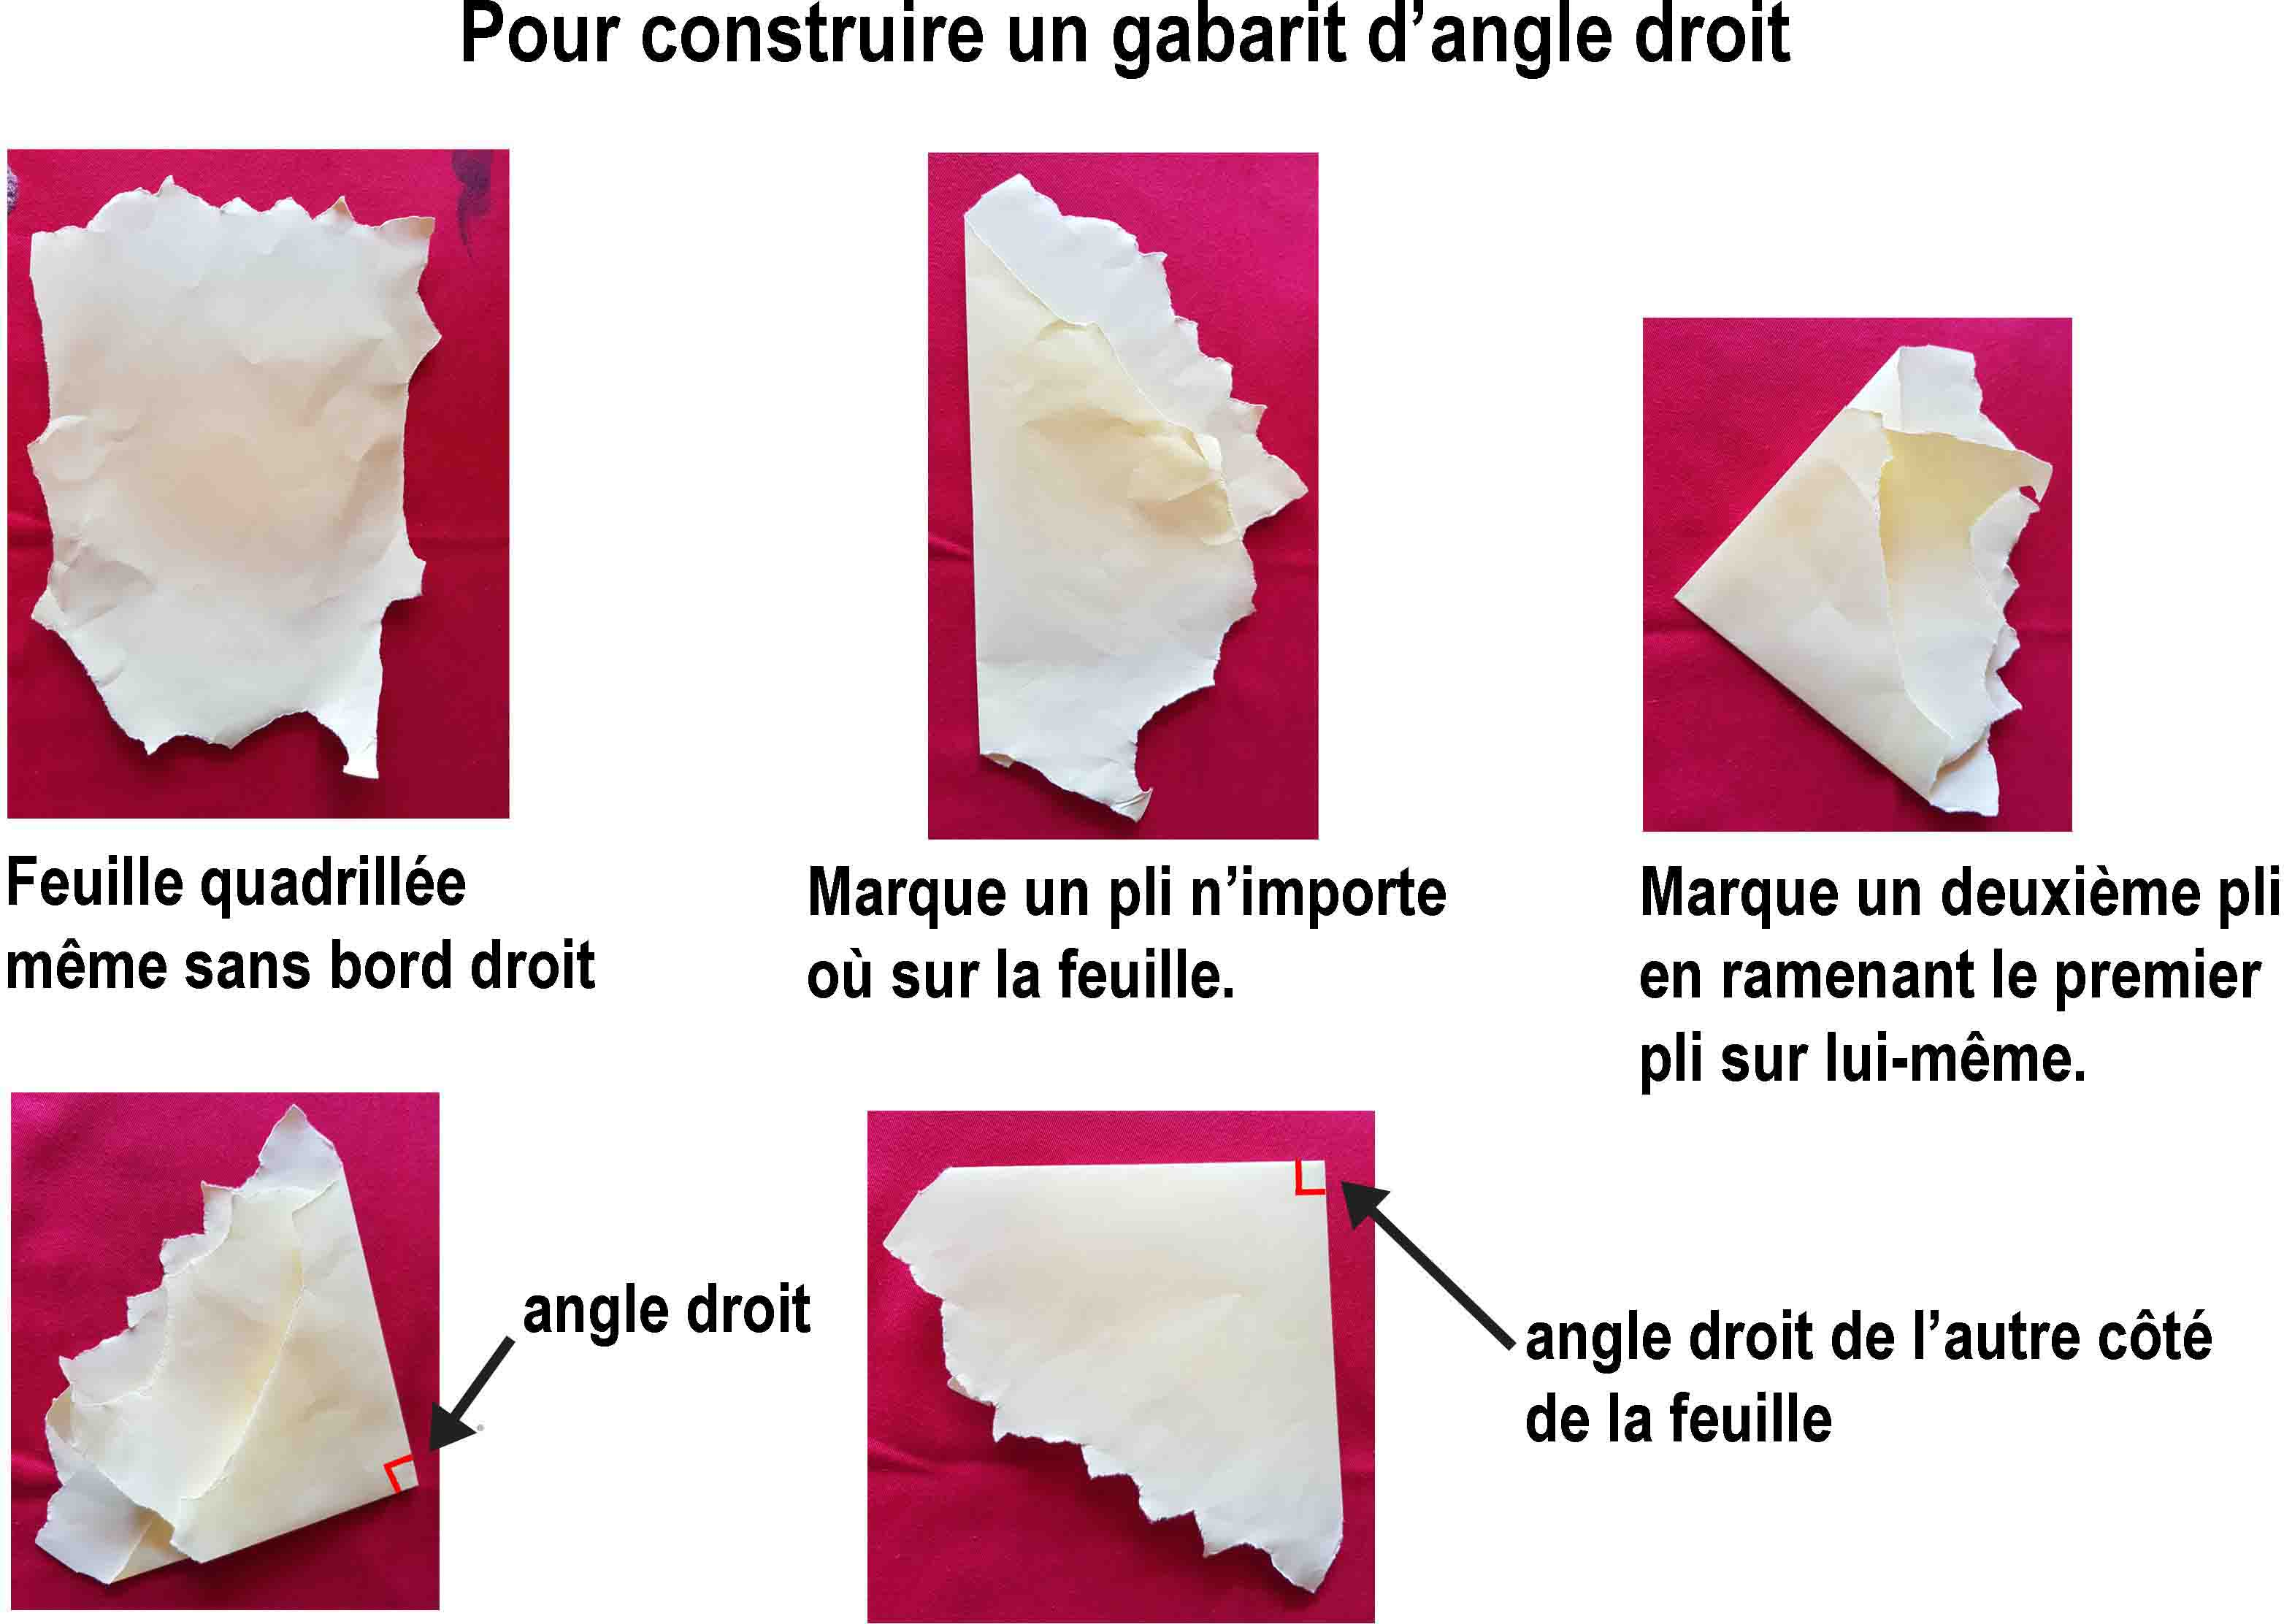 Pour construire un gabarit d’angle droit
Feuille quadrillée
même sans bord droit
Marque un pli n’importe
où sur la feuille.
Marque un deuxième pli
en ramenant le premier
pli sur lui-même.
angle droit
angle droit de l’autre côté
de la feuille